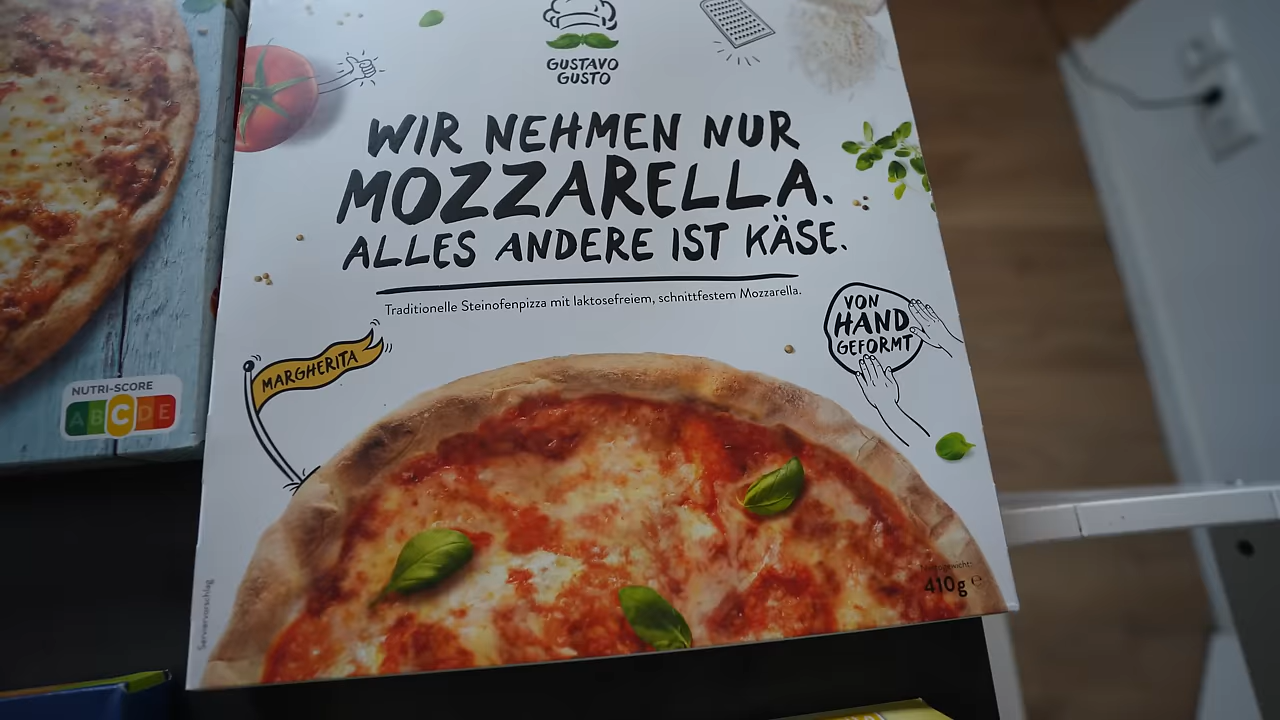 GUSTAVO
GUSTO
WIR NEHMEN NUR
MOZZARELLA.
ALLES ANDERE IST KÄSE.
Traditionelle Steinofenpizza mit laktosefreiem, schnittfestem Mozzarella.
VON
HAND
GEFORMT
MARGHERITA
NUTRI-SCORE
A B C D E
410g ℮
Serviervorschlag